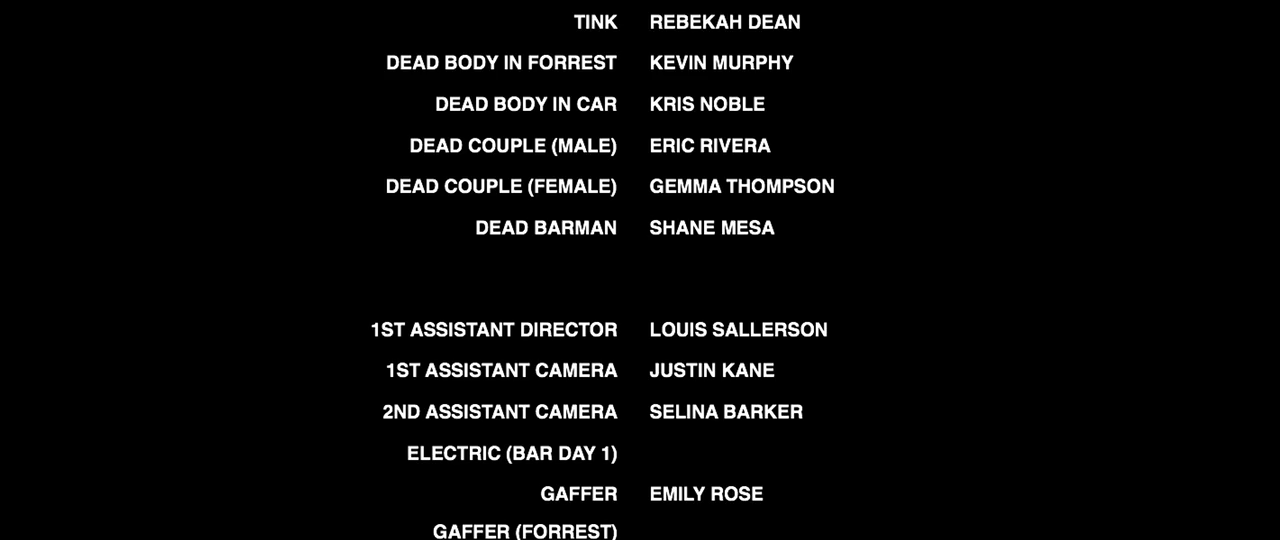 TINK REBEKAH DEAN
DEAD BODY IN FORREST KEVIN MURPHY
DEAD BODY IN CAR KRIS NOBLE
DEAD COUPLE (MALE) ERIC RIVERA
DEAD COUPLE (FEMALE) GEMMA THOMPSON
DEAD BARMAN SHANE MESA
1ST ASSISTANT DIRECTOR LOUIS SALLERSON
1ST ASSISTANT CAMERA JUSTIN KANE
2ND ASSISTANT CAMERA SELINA BARKER
ELECTRIC (BAR DAY 1)
GAFFER EMILY ROSE
GAFFER (FORREST)